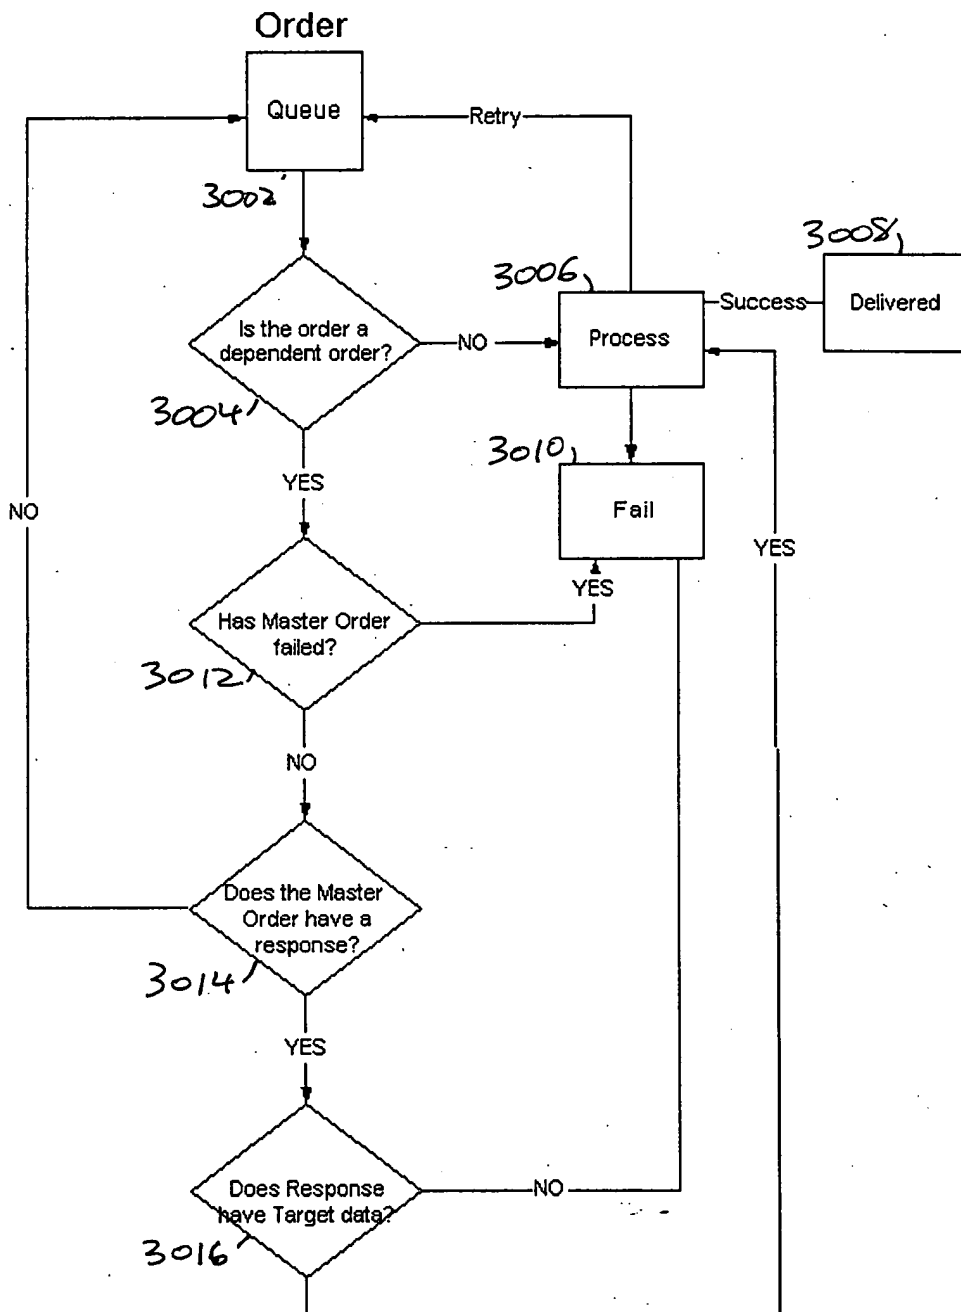 Order
Queue
Retry
3002
3008
3006
Success
Delivered
Is the order a
dependent order?
NO
Process
3004
3010
YES
Fail
NO
YES
YES
Has Master Order
failed?
3012
NO
Does the Master
Order have a
response?
3014
YES
Does Response
have Target data?
NO
3016